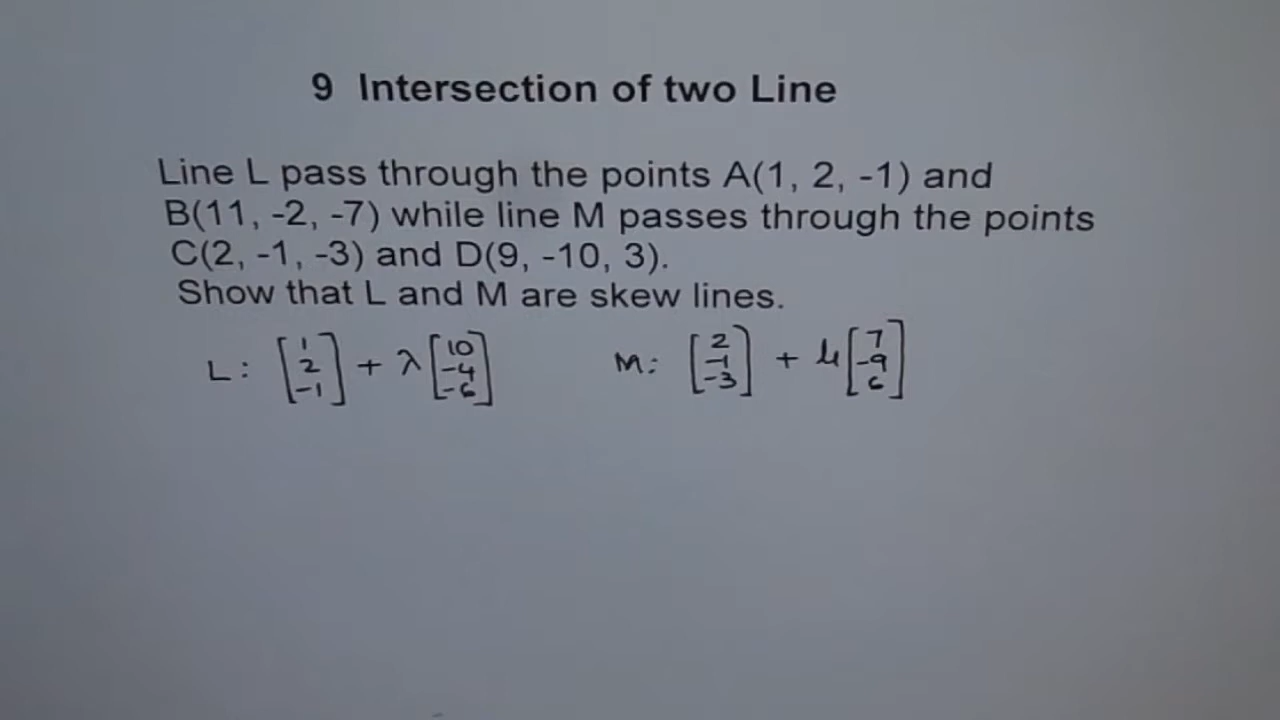 9 Intersection of two Line
Line L pass through the points A(1, 2, -1) and
B(11, -2, -7) while line M passes through the points
C(2, -1, -3) and D(9, -10, 3).
Show that L and M are skew lines.
L: [1 2 -1] + λ [10 -4 -6] M: [2 -1 -3] + μ [7 -9 6]